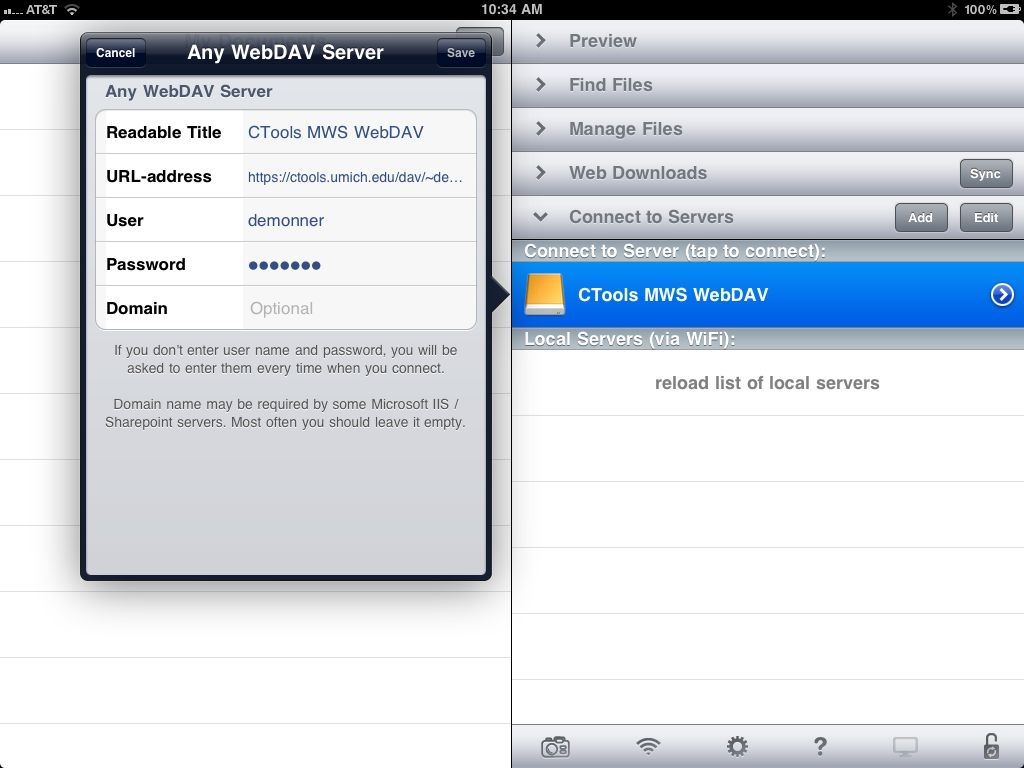 AT&T
10:34 AM
100%
Cancel
Any WebDAV Server
Save
Any WebDAV Server
Readable Title CTools MWS WebDAV
URL-address https://ctools.umich.edu/dav/~de...
User demonner
Password ●●●●●●●
Domain Optional
If you don't enter user name and password, you will be
asked to enter them every time when you connect.
Domain name may be required by some Microsoft IIS /
Sharepoint servers. Most often you should leave it empty.
My Documents
Preview
Find Files
Manage Files
Web Downloads Sync
Connect to Servers Add Edit
Connect to Server (tap to connect):
CTools MWS WebDAV
Local Servers (via WiFi):
reload list of local servers
?